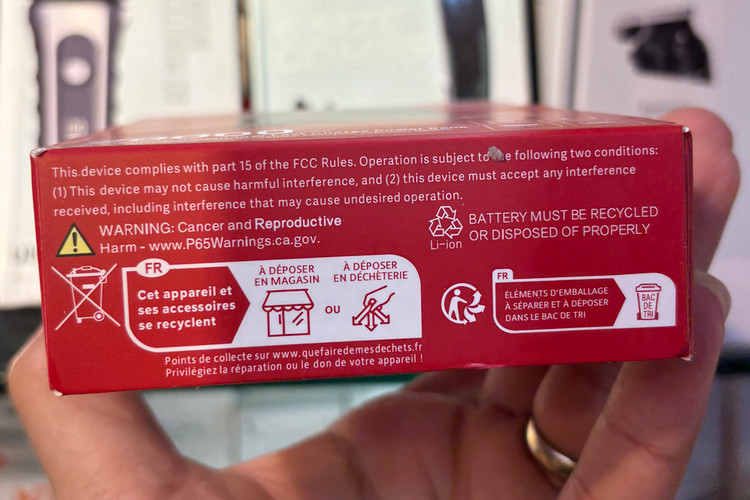 This device complies with part 15 of the FCC Rules. Operation is subject to the following two conditions:
(1) This device may not cause harmful interference, and (2) this device must accept any interference
received, including interference that may cause undesired operation.
WARNING: Cancer and Reproductive
Harm - www.P65Warnings.ca.gov.
Li-ion
BATTERY MUST BE RECYCLED
OR DISPOSED OF PROPERLY
FR
Cet appareil et
ses accessoires
se recyclent
À DÉPOSER
EN MAGASIN
OU
À DÉPOSER
EN DÉCHÈTERIE
Points de collecte sur www.quefairedemesdechets.fr
Privilégiez la réparation ou le don de votre appareil !
FR
ÉLÉMENTS D'EMBALLAGE
À SÉPARER ET À DÉPOSER
DANS LE BAC DE TRI
BAC
DE
TRI